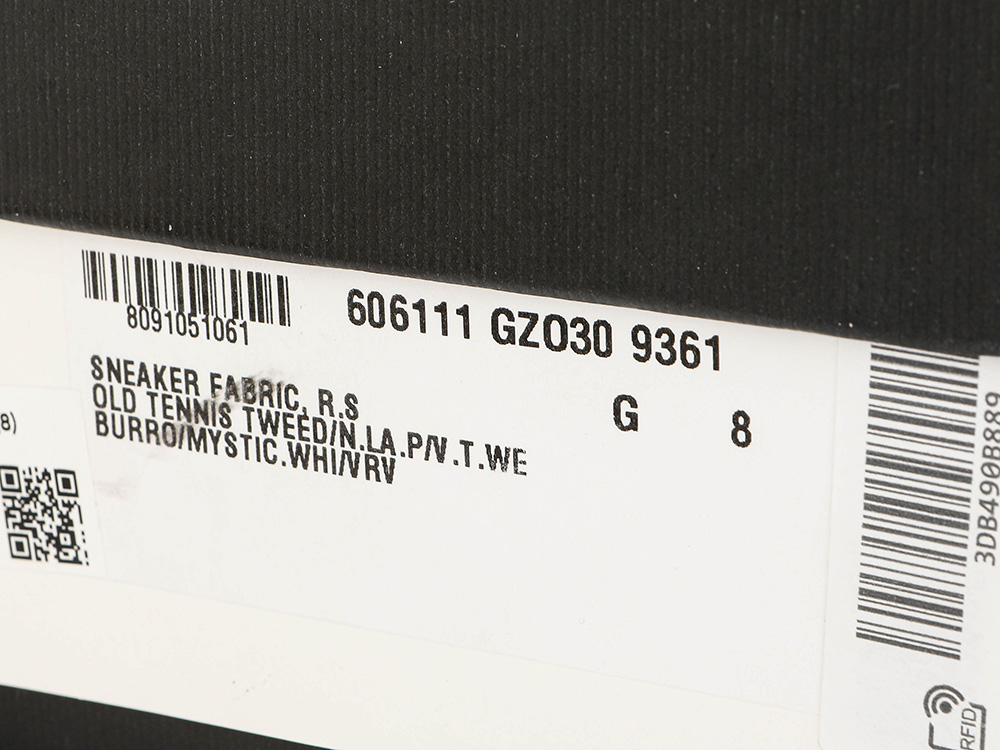 606111 GZO30 9361
8091051061
G 8
SNEAKER FABRIC, R.S
OLD TENNIS TWEED/N.LA.P/V.T.WE
BURRO/MYSTIC.WHI/VRV
8)
3DB490B889
RFID